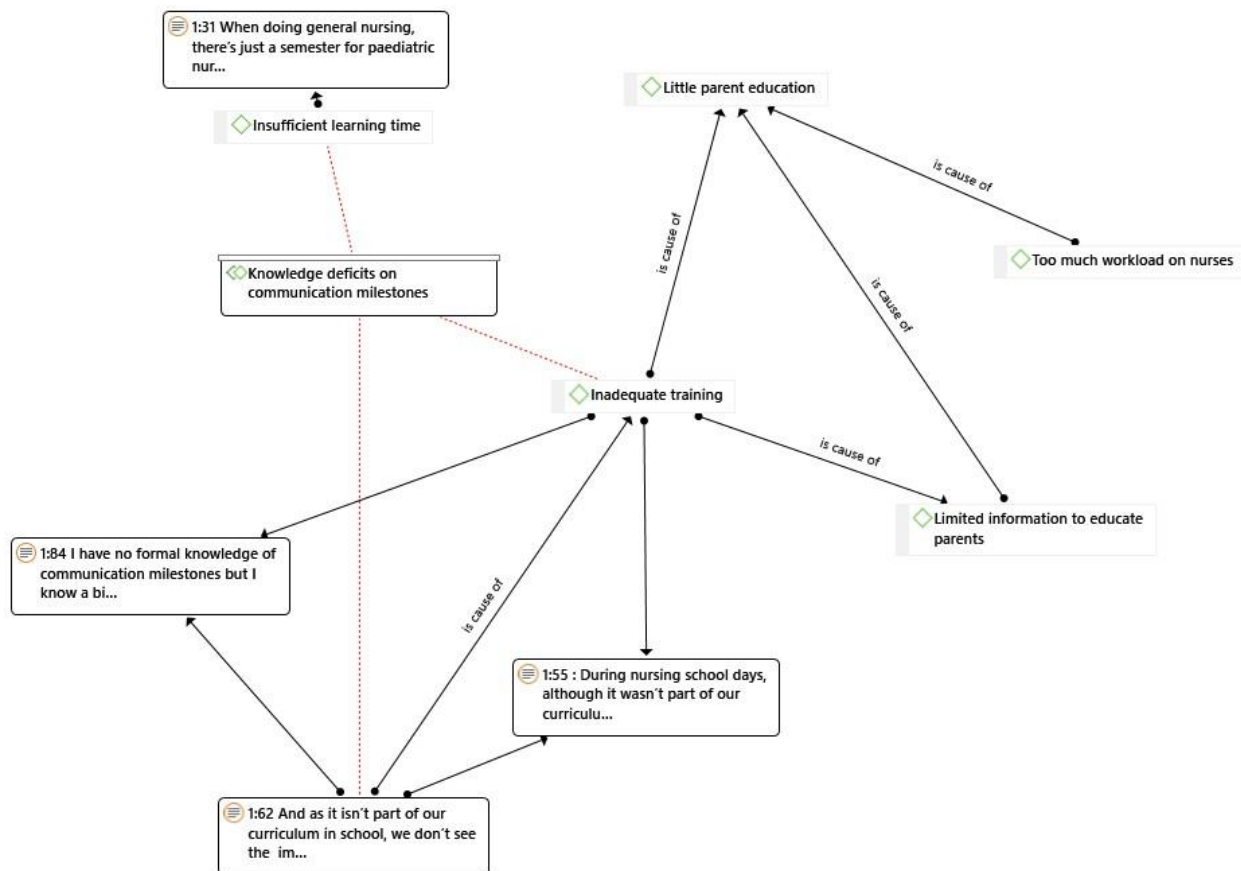 1:31 When doing general nursing,
there's just a semester for paediatric
nur...
Insufficient learning time
Little parent education
is cause of
Too much workload on nurses
is cause of
is cause of
Knowledge deficits on
communication milestones
Inadequate training
is cause of
Limited information to educate
parents
1:84 I have no formal knowledge of
communication milestones but I
know a bi...
is cause of
1:55 : During nursing school days,
although it wasn't part of our
curriculu...
1:62 And as it isn't part of our
curriculum in school, we don't see
the im...